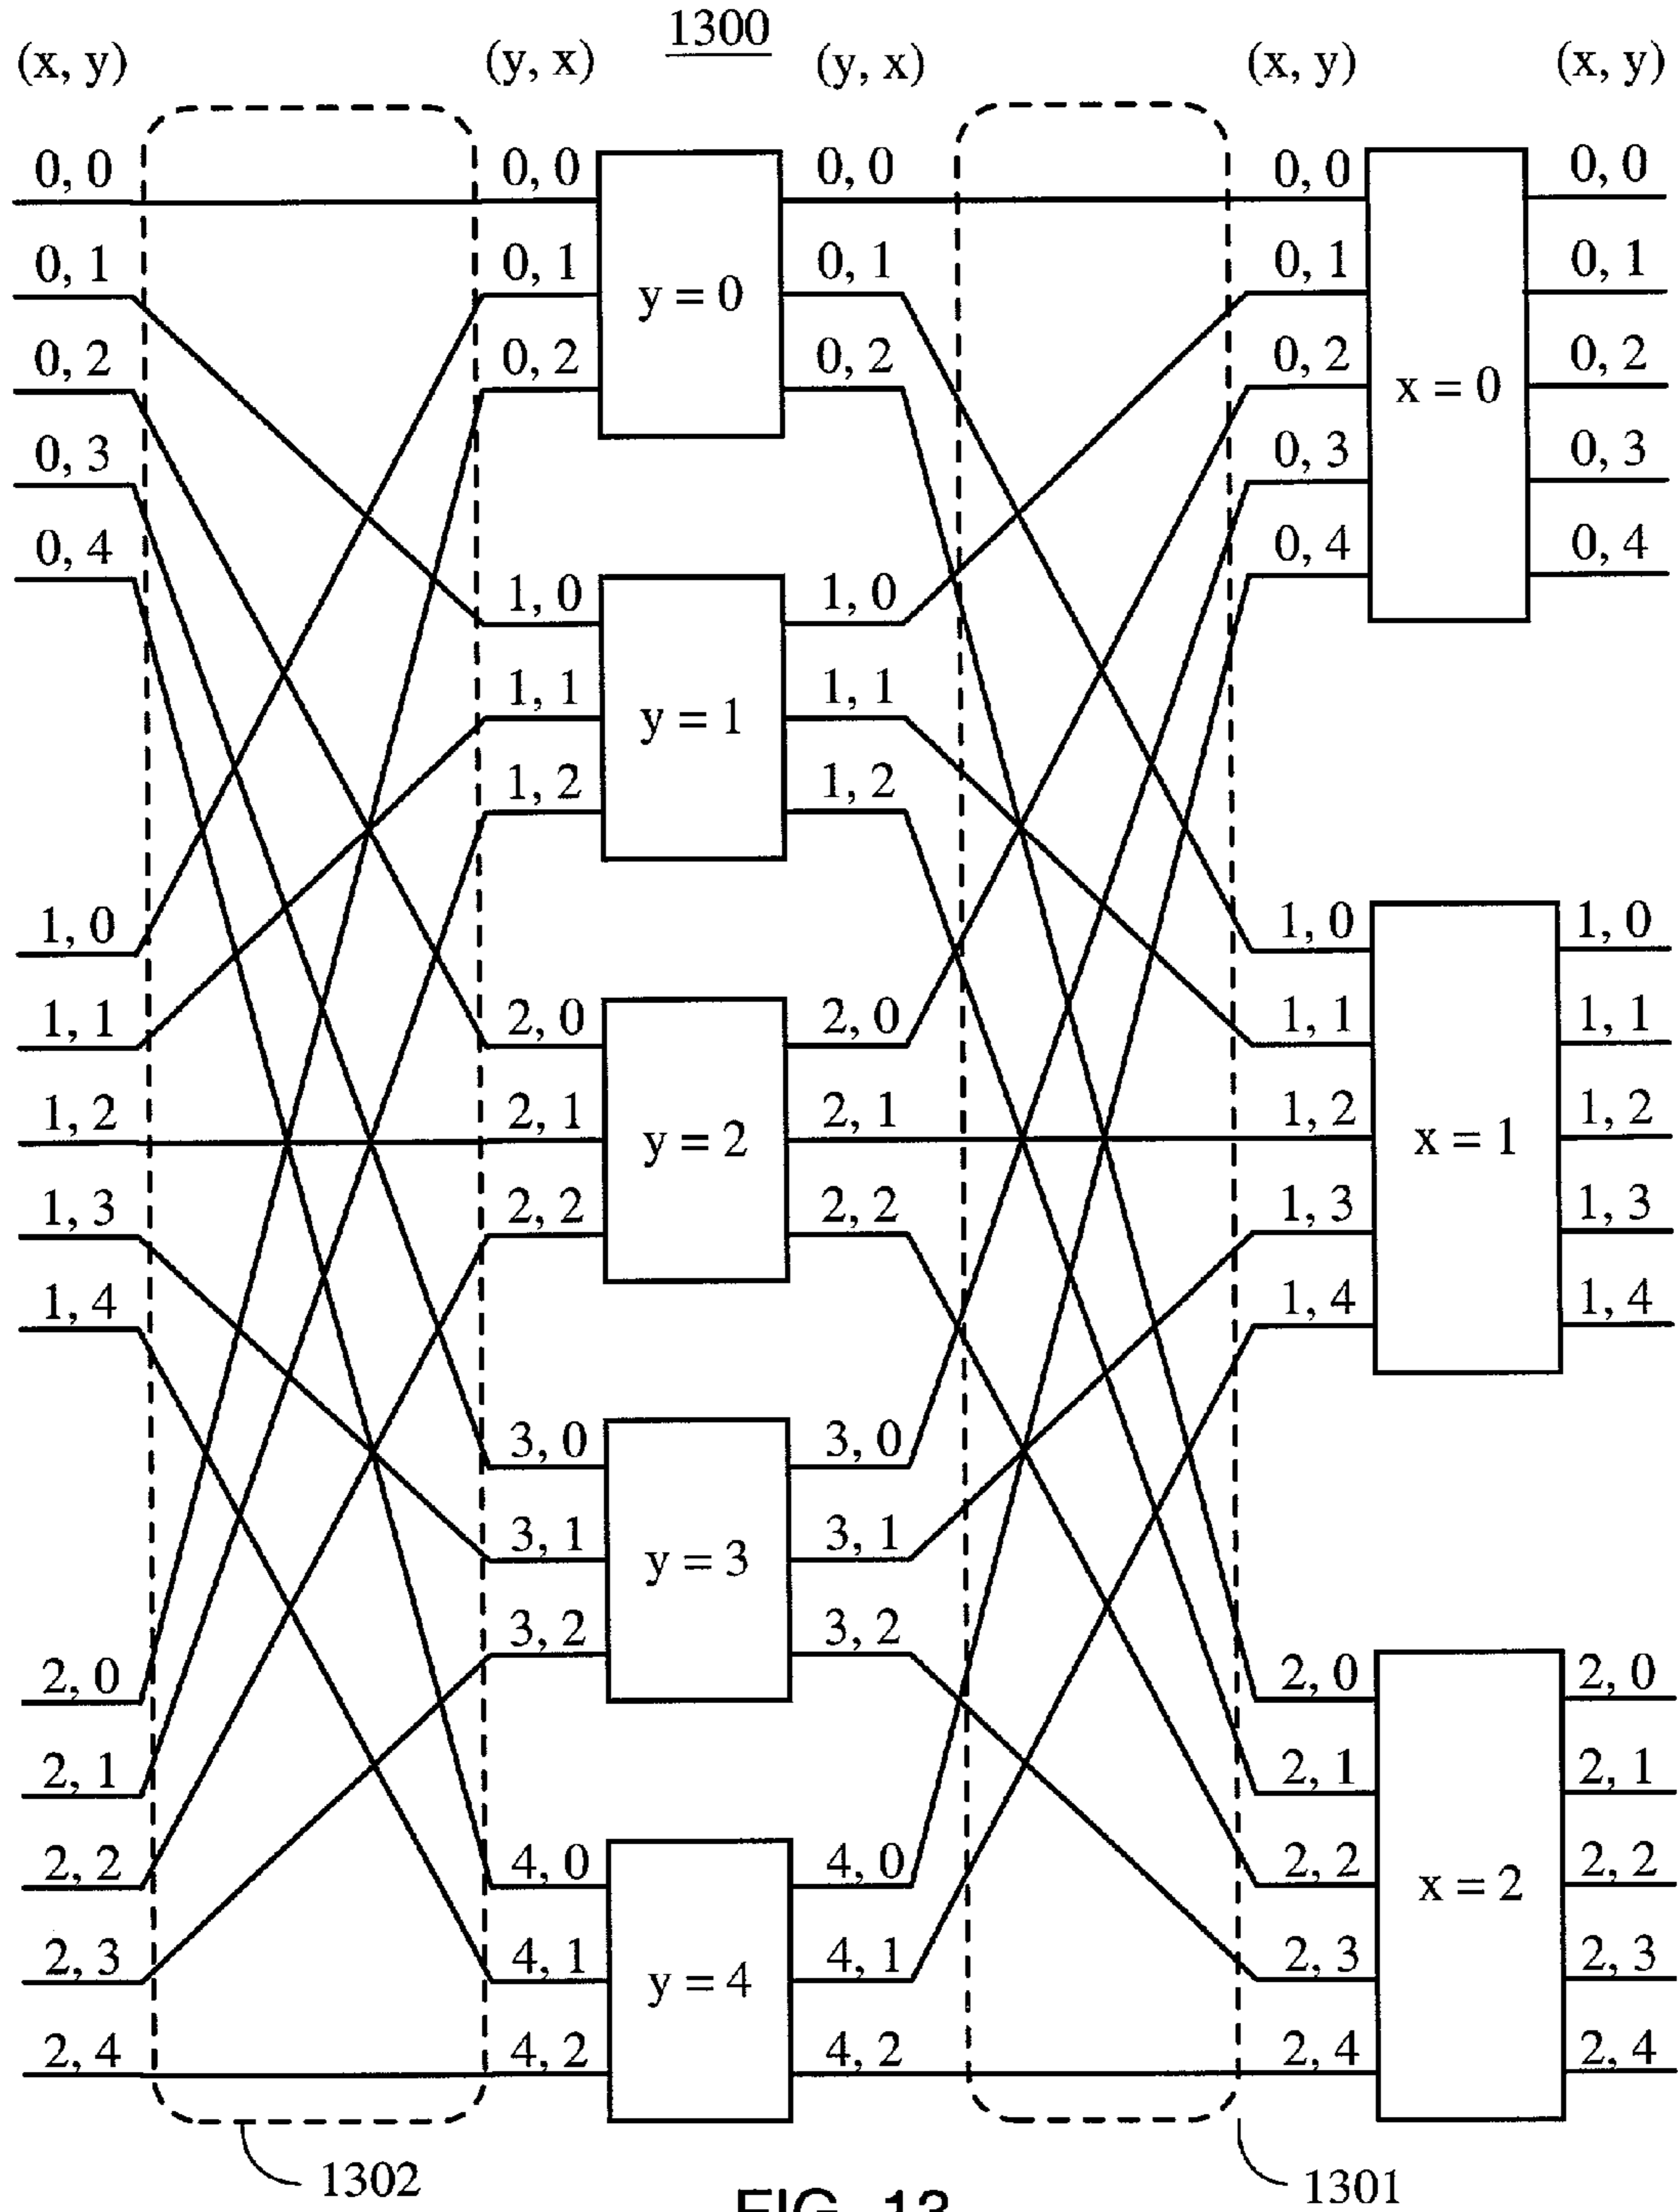 1300
(x, y) (y, x) (y, x) (x, y) (x, y)
0, 0 0, 0 0, 0 0, 0 0, 0
0, 1 0, 1 y = 0 0, 1 0, 1 0, 1
0, 2 0, 2 0, 2 0, 2 x = 0 0, 2
0, 3 0, 3 0, 3
0, 4 0, 4 0, 4
1, 0 1, 0
1, 1 y = 1 1, 1
1, 2 1, 2
1, 0 1, 0 1, 0
1, 1 2, 0 2, 0 1, 1 1, 1
1, 2 2, 1 y = 2 2, 1 1, 2 x = 1 1, 2
1, 3 2, 2 2, 2 1, 3 1, 3
1, 4 1, 4 1, 4
3, 0 3, 0
3, 1 y = 3 3, 1
3, 2 3, 2
2, 0 2, 0 2, 0
2, 1 2, 1 2, 1
2, 2 4, 0 4, 0 2, 2 x = 2 2, 2
2, 3 4, 1 y = 4 4, 1 2, 3 2, 3
2, 4 4, 2 4, 2 2, 4 2, 4
1302 1301
FIG. 13